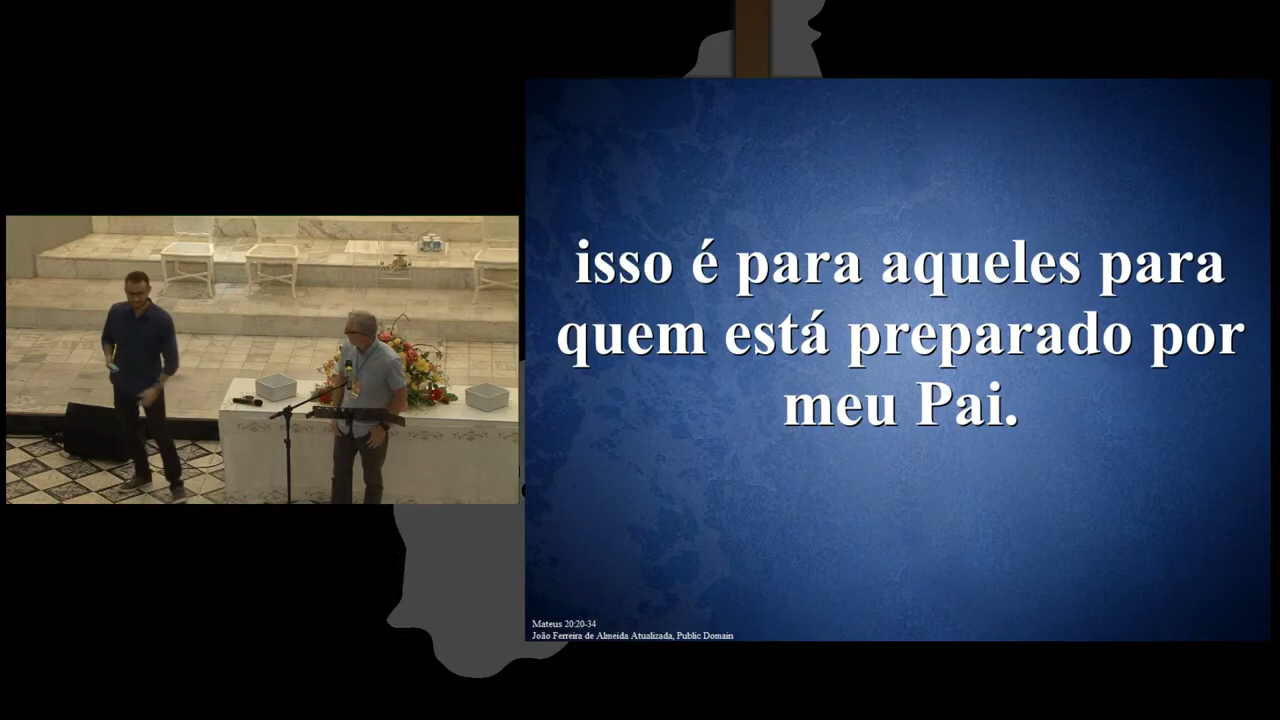 isso é para aqueles para
quem está preparado por
meu Pai.
Mateus 20:20-34
João Ferreira de Almeida Atualizada, Public Domain